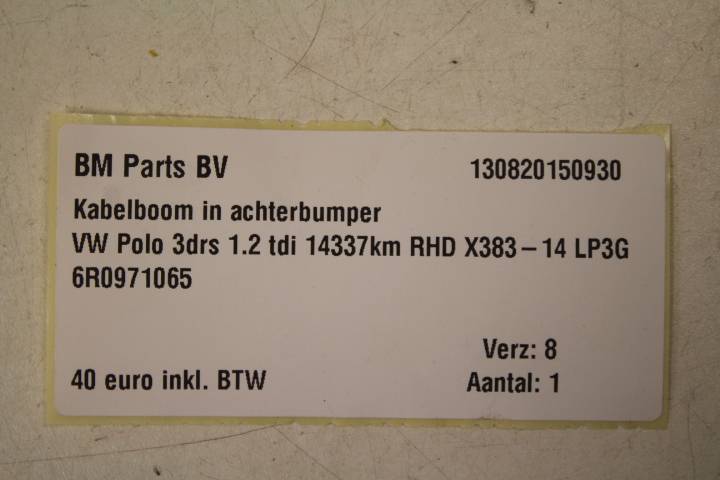 BM Parts BV 130820150930
Kabelboom in achterbumper
VW Polo 3drs 1.2 tdi 14337km RHD X383-14 LP3G
6R0971065
Verz: 8
40 euro inkl. BTW Aantal: 1